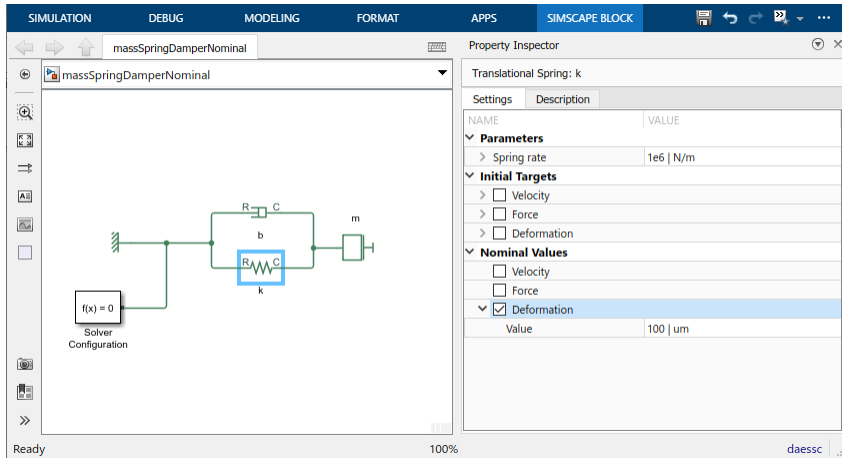 SIMULATION DEBUG MODELING FORMAT APPS SIMSCAPE BLOCK
massSpringDamperNominal
massSpringDamperNominal
R C
b
R C
k
m
f(x) = 0
Solver
Configuration
Property Inspector
Translational Spring: k
Settings Description
NAME VALUE
Parameters
Spring rate 1e6 | N/m
Initial Targets
Velocity
Force
Deformation
Nominal Values
Velocity
Force
Deformation
Value 100 | um
Ready 100% daessc